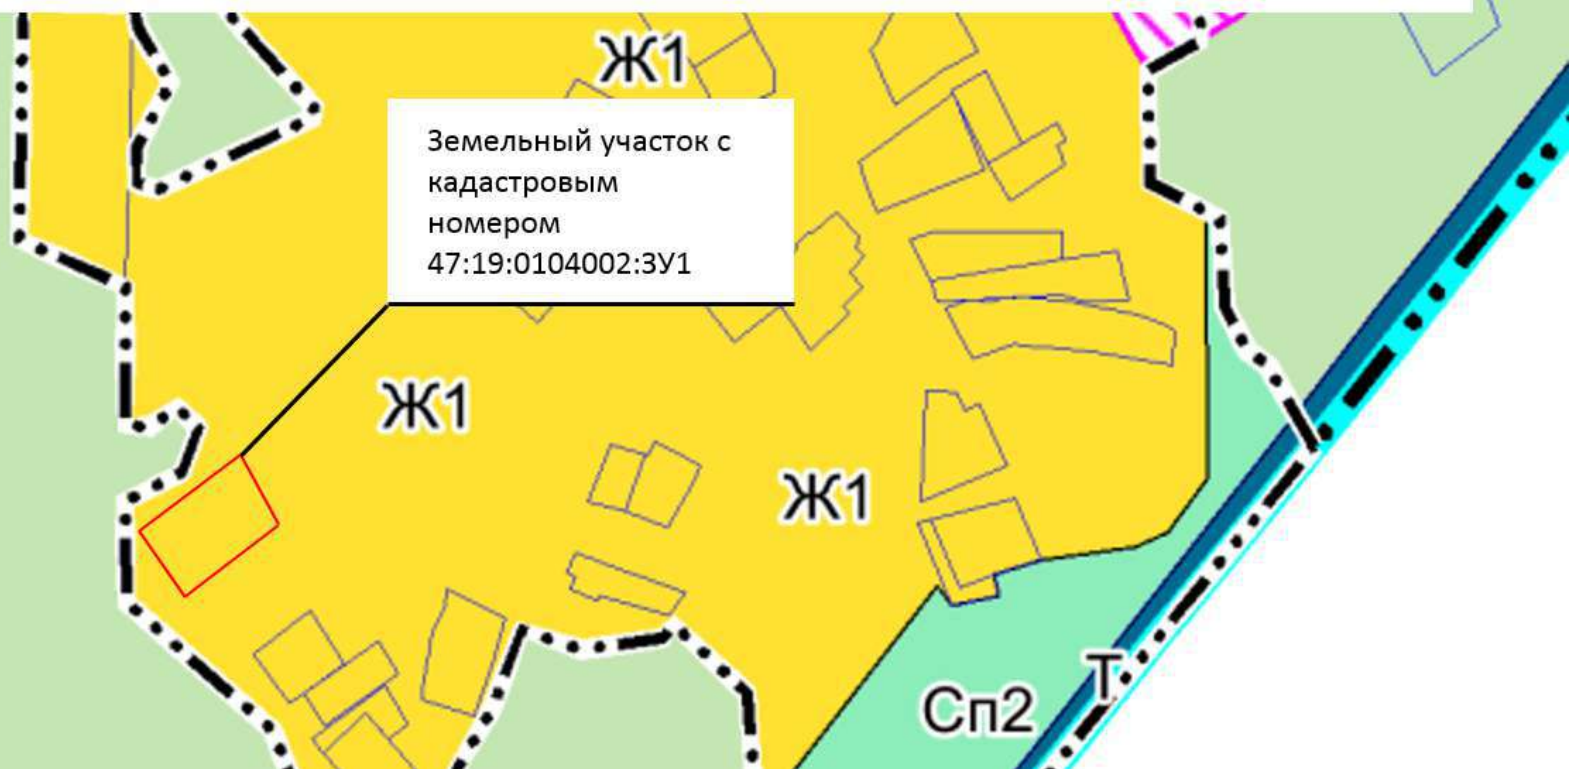 Ж1
Земельный участок с
кадастровым
номером
47:19:0104002:ЗУ1
Ж1
Ж1
Т
Сп2